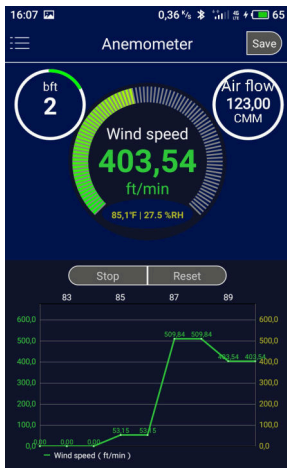 16:07 0,36 K/s 65
Anemometer Save
bft
2
Air flow
123,00
CMM
Wind speed
403,54
ft/min
85,1°F | 27.5 %RH
Stop Reset
83 85 87 89
600,0 600,0
500,0 509,84 509,84 500,0
400,0 403,54 403,54 400,0
300,0 300,0
200,0 200,0
100,0 53,15 53,15 100,0
0,0 0,00 0,00 0,00 0,0
Wind speed ( ft/min )